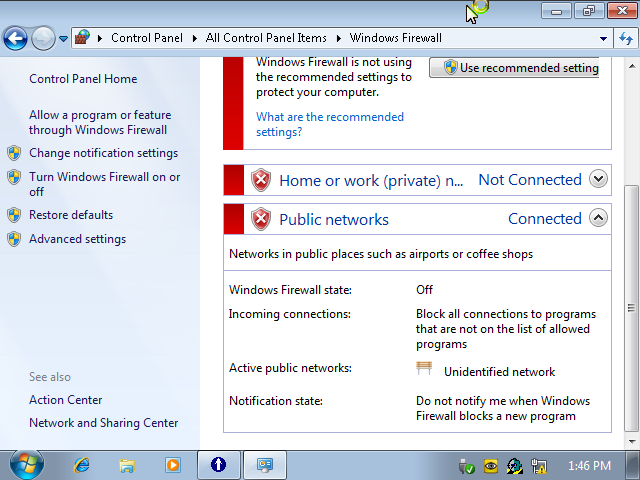 Control Panel
All Control Panel Items
Windows Firewall
Control Panel Home
Allow a program or feature
through Windows Firewall
Change notification settings
Turn Windows Firewall on or
off
Restore defaults
Advanced settings
See also
Action Center
Network and Sharing Center
Windows Firewall is not using
the recommended settings to
protect your computer.
What are the recommended
settings?
Use recommended setting
Home or work (private) n... Not Connected
Public networks Connected
Networks in public places such as airports or coffee shops
Windows Firewall state: Off
Incoming connections: Block all connections to programs
that are not on the list of allowed
programs
Active public networks: Unidentified network
Notification state: Do not notify me when Windows
Firewall blocks a new program
1:46 PM